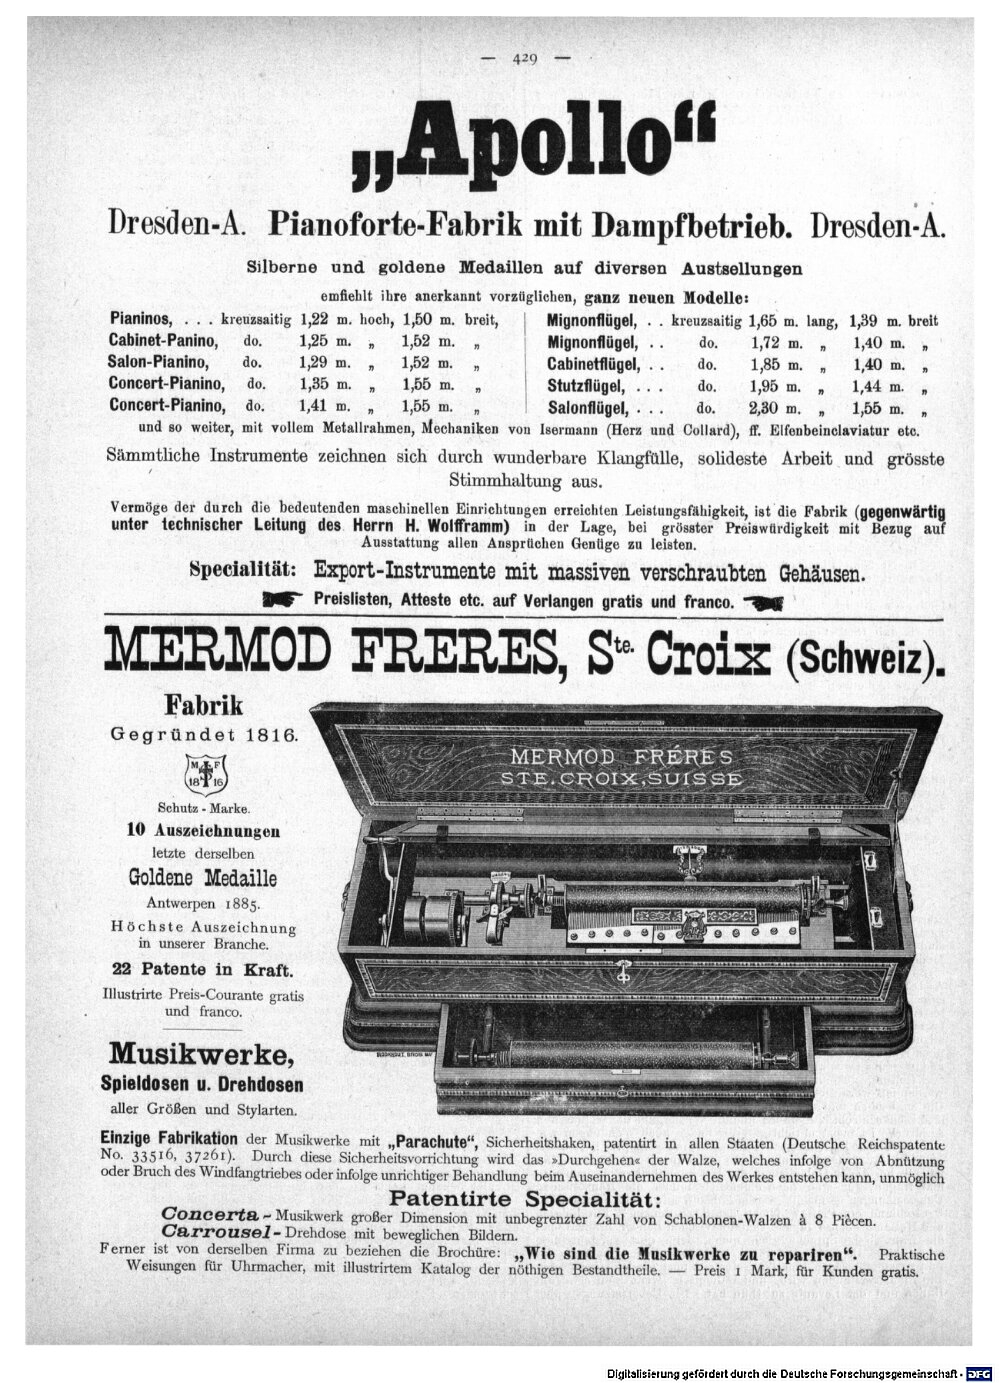 — 429 —
„Apollo“
Dresden-A. Pianoforte-Fabrik mit Dampfbetrieb. Dresden-A.
Silberne und goldene Medaillen auf diversen Austsellungen
emfiehlt ihre anerkannt vorzüglichen, ganz neuen Modelle:
Pianinos, . . . kreuzsaitig 1,22 m. hoch, 1,50 m. breit,
Cabinet-Panino, do. 1,25 m. „ 1,52 m. „
Salon-Pianino, do. 1,29 m. „ 1,52 m. „
Concert-Pianino, do. 1,35 m. „ 1,55 m. „
Concert-Pianino, do. 1,41 m. „ 1,55 m. „
Mignonflügel, . . kreuzsaitig 1,65 m. lang, 1,39 m. breit
Mignonflügel, . . do. 1,72 m. „ 1,40 m. „
Cabinetflügel, . . do. 1,85 m. „ 1,40 m. „
Stutzflügel, . . . do. 1,95 m. „ 1,44 m. „
Salonflügel, . . . do. 2,30 m. „ 1,55 m. „
und so weiter, mit vollem Metallrahmen, Mechaniken von Isermann (Herz und Collard), ff. Elfenbeinclaviatur etc.
Sämmtliche Instrumente zeichnen sich durch wunderbare Klangfülle, solideste Arbeit und grösste
Stimmhaltung aus.
Vermöge der durch die bedeutenden maschinellen Einrichtungen erreichten Leistungsfähigkeit, ist die Fabrik (gegenwärtig
unter technischer Leitung des Herrn H. Wolfframm) in der Lage, bei grösster Preiswürdigkeit mit Bezug auf
Ausstattung allen Ansprüchen Genüge zu leisten.
Specialität: Export-Instrumente mit massiven verschraubten Gehäusen.
Preislisten, Atteste etc. auf Verlangen gratis und franco.
MERMOD FRERES, Ste. Croix (Schweiz).
Fabrik
Gegründet 1816.
M F
18 16
Schutz-Marke.
10 Auszeichnungen
letzte derselben
Goldene Medaille
Antwerpen 1885.
Höchste Auszeichnung
in unserer Branche.
22 Patente in Kraft.
Illustrirte Preis-Courante gratis
und franco.
Musikwerke,
Spieldosen u. Drehdosen
aller Größen und Stylarten.
MERMOD FRÉRES
STE. CROIX. SUISSE
Einzige Fabrikation der Musikwerke mit „Parachute“, Sicherheitshaken, patentirt in allen Staaten (Deutsche Reichspatente
No. 33516, 37261). Durch diese Sicherheitsvorrichtung wird das »Durchgehen« der Walze, welches infolge von Abnützung
oder Bruch des Windfangtriebes oder infolge unrichtiger Behandlung beim Auseinandernehmen des Werkes entstehen kann, unmöglich
Patentirte Specialität:
Concerta-Musikwerk großer Dimension mit unbegrenzter Zahl von Schablonen-Walzen à 8 Piècen.
Carrousel-Drehdose mit beweglichen Bildern.
Ferner ist von derselben Firma zu beziehen die Brochüre: „Wie sind die Musikwerke zu repariren“. Praktische
Weisungen für Uhrmacher, mit illustrirtem Katalog der nöthigen Bestandtheile. — Preis 1 Mark, für Kunden gratis.
Digitalisierung gefördert durch die Deutsche Forschungsgemeinschaft - DFG